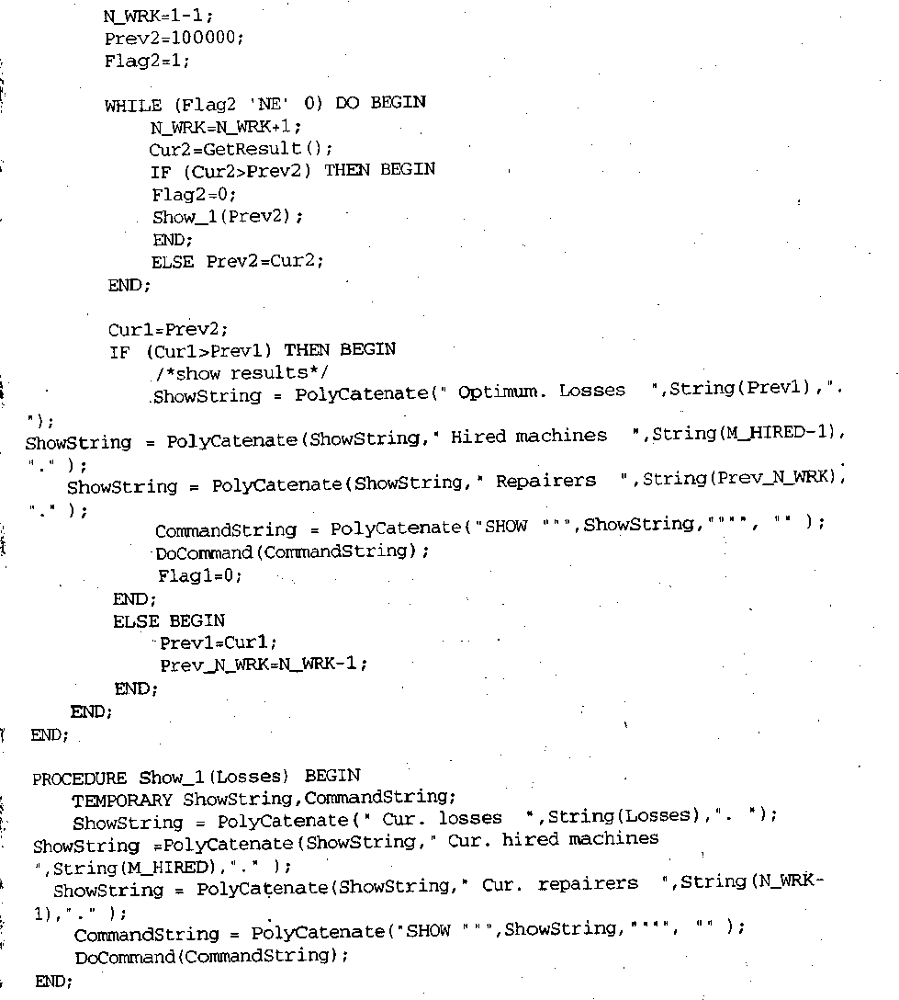 N_WRK=1-1;
Prev2=100000;
Flag2=1;
WHILE (Flag2 'NE' 0) DO BEGIN
N_WRK=N_WRK+1;
Cur2=GetResult();
IF (Cur2>Prev2) THEN BEGIN
Flag2=0;
Show_1(Prev2);
END;
ELSE Prev2=Cur2;
END;
Cur1=Prev2;
IF (Cur1>Prev1) THEN BEGIN
/*show results*/
ShowString = PolyCatenate(" Optimum. Losses ",String(Prev1),".
");
ShowString = PolyCatenate(ShowString," Hired machines ",String(M_HIRED-1),
"." );
ShowString = PolyCatenate(ShowString," Repairers ",String(Prev_N_WRK),
"." );
CommandString = PolyCatenate("SHOW """,ShowString,"""", "" );
DoCommand(CommandString);
Flag1=0;
END;
ELSE BEGIN
Prev1=Cur1;
Prev_N_WRK=N_WRK-1;
END;
END;
END;
PROCEDURE Show_1(Losses) BEGIN
TEMPORARY ShowString,CommandString;
ShowString = PolyCatenate(" Cur. losses ",String(Losses),". ");
ShowString =PolyCatenate(ShowString," Cur. hired machines
",String(M_HIRED),"." );
ShowString = PolyCatenate(ShowString," Cur. repairers ",String(N_WRK-
1),"." );
CommandString = PolyCatenate("SHOW """,ShowString,"""", "" );
DoCommand(CommandString);
END;